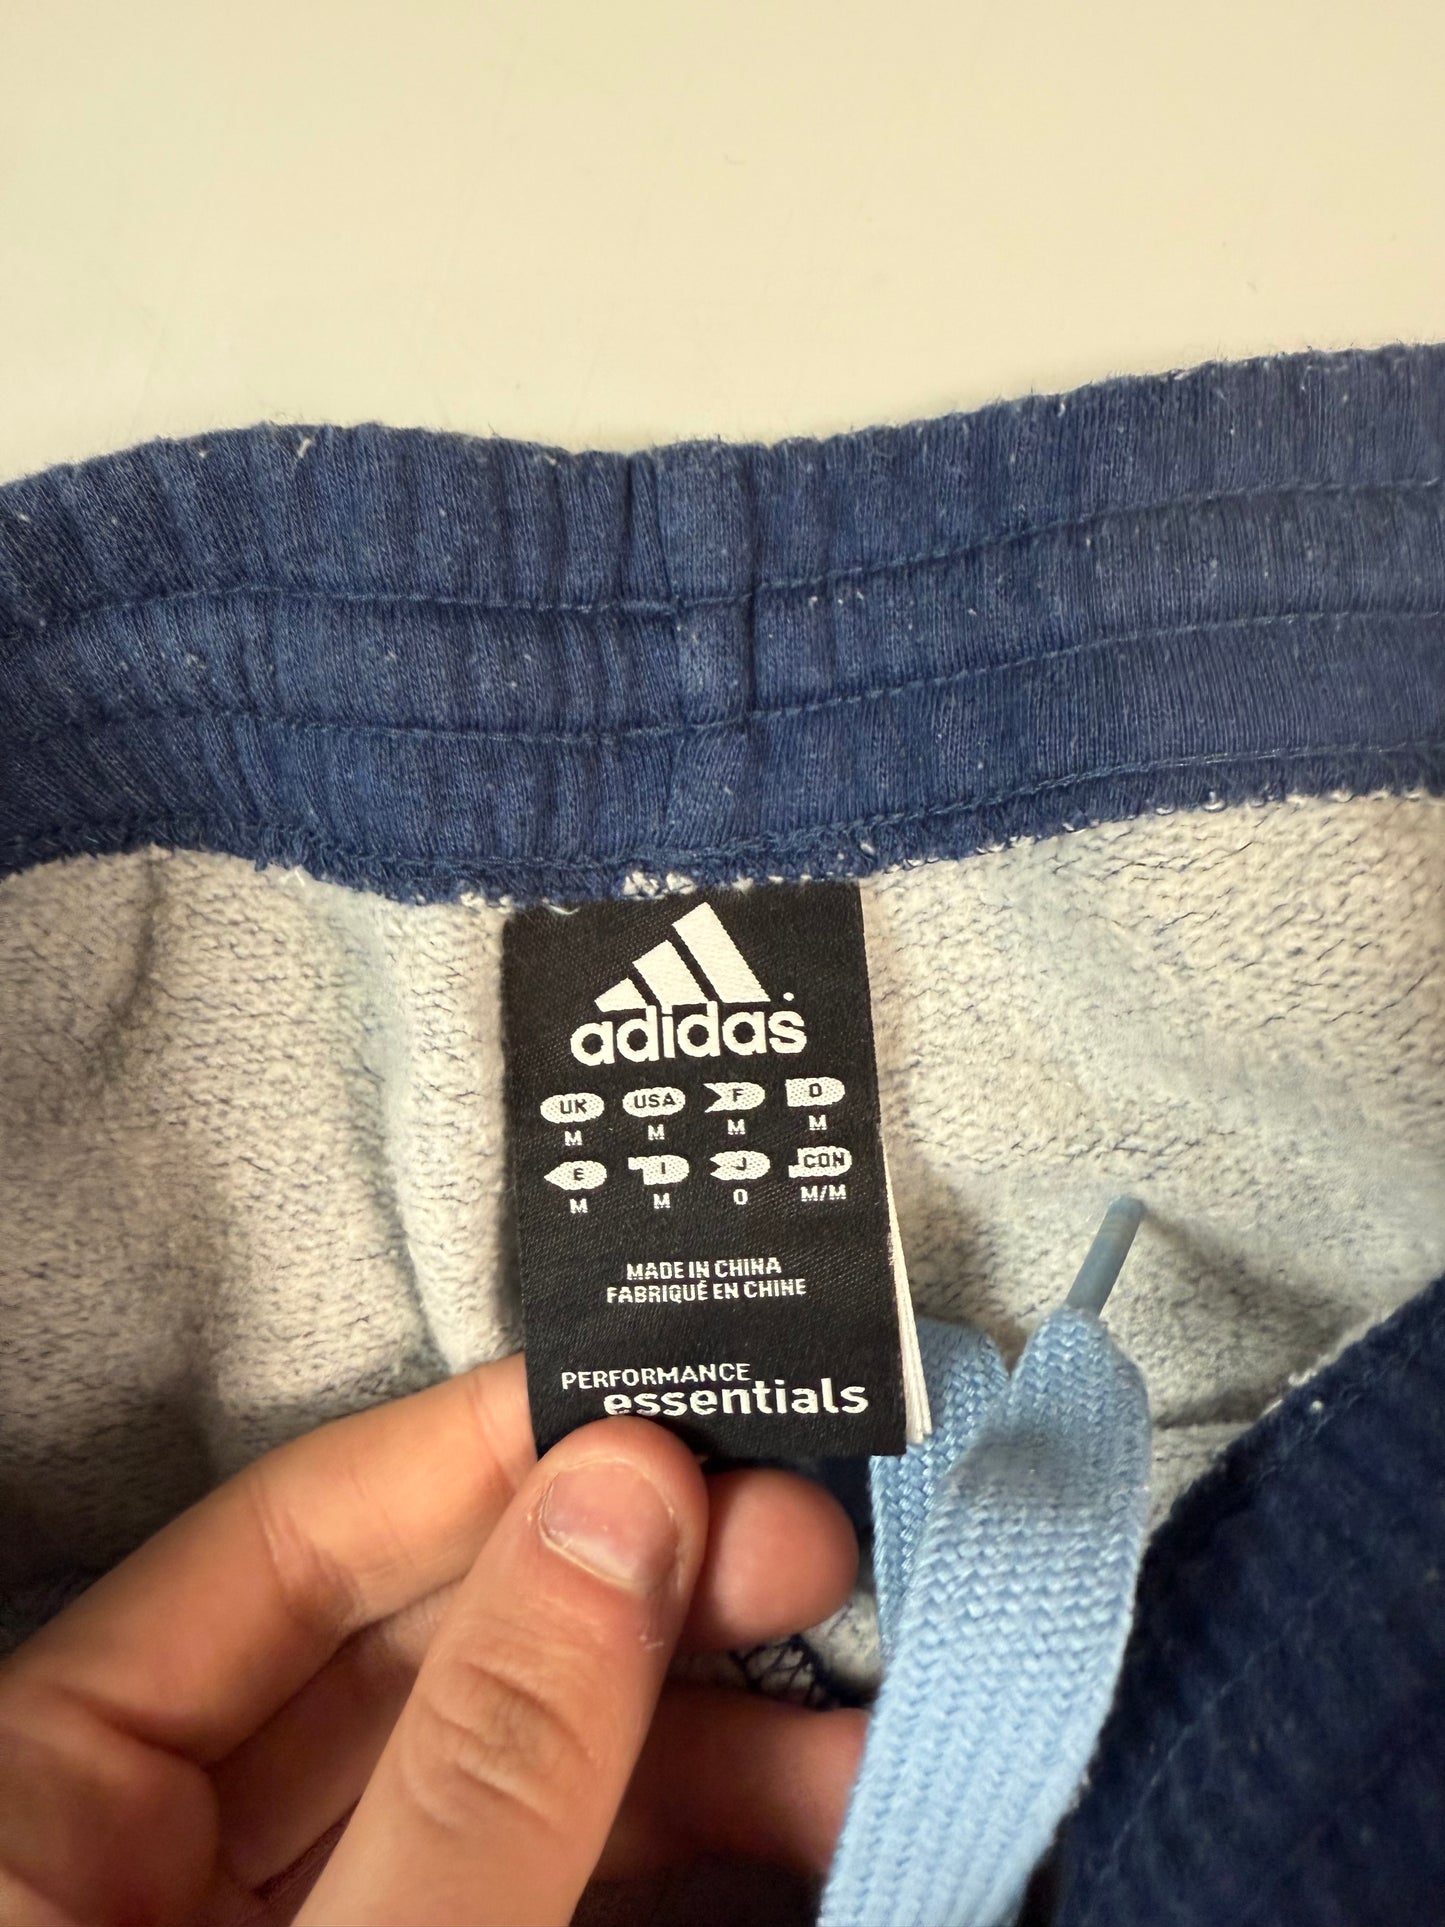 adidas
UK USA F D
M M M M
E I J CON
M M O M/M
MADE IN CHINA
FABRIQUÉ EN CHINE
PERFORMANCE
essentials